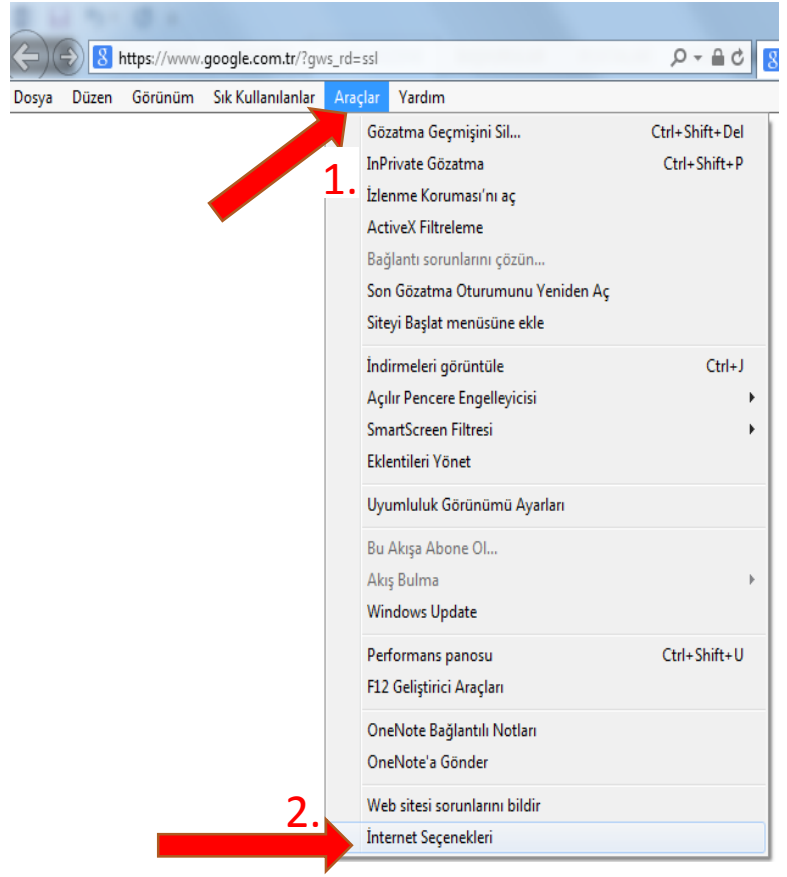 https://www.google.com.tr/?gws_rd=ssl
Dosya Düzen Görünüm Sık Kullanılanlar Araçlar Yardım
Gözatma Geçmişini Sil... Ctrl+Shift+Del
1.
InPrivate Gözatma Ctrl+Shift+P
İzlenme Koruması'nı aç
ActiveX Filtreleme
Bağlantı sorunlarını çözün...
Son Gözatma Oturumunu Yeniden Aç
Siteyi Başlat menüsüne ekle
İndirmeleri görüntüle Ctrl+J
Açılır Pencere Engelleyicisi
SmartScreen Filtresi
Eklentileri Yönet
Uyumluluk Görünümü Ayarları
Bu Akışa Abone Ol...
Akış Bulma
Windows Update
Performans panosu Ctrl+Shift+U
F12 Geliştirici Araçları
OneNote Bağlantılı Notları
OneNote'a Gönder
Web sitesi sorunlarını bildir
2.
İnternet Seçenekleri